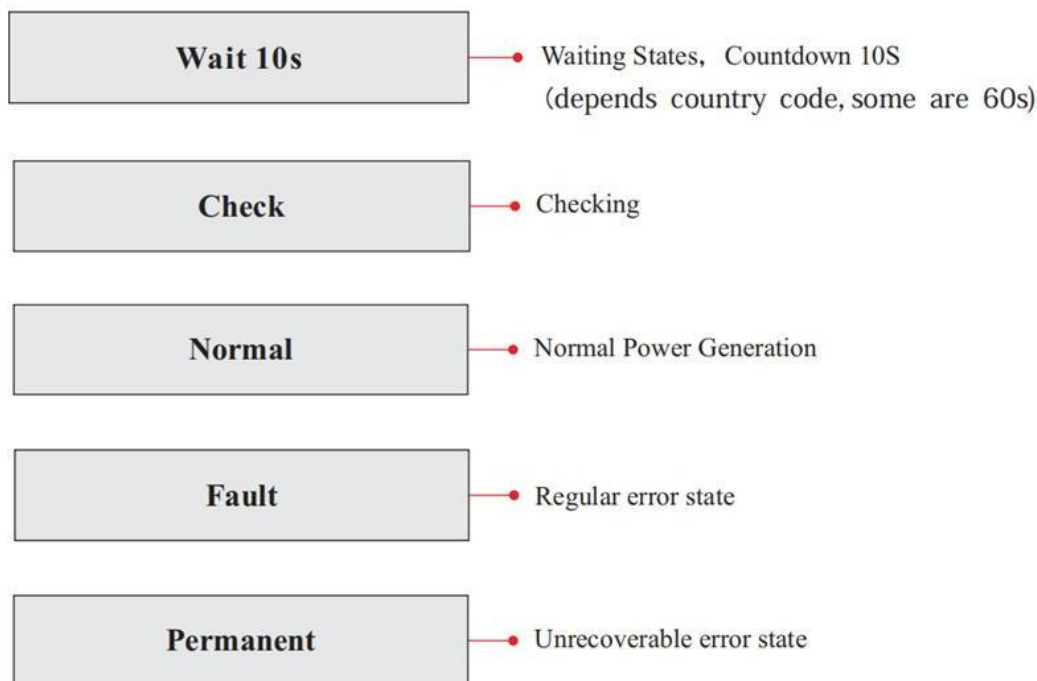 Wait 10s
Waiting States, Countdown 10S
(depends country code, some are 60s)
Check
Checking
Normal
Normal Power Generation
Fault
Regular error state
Permanent
Unrecoverable error state